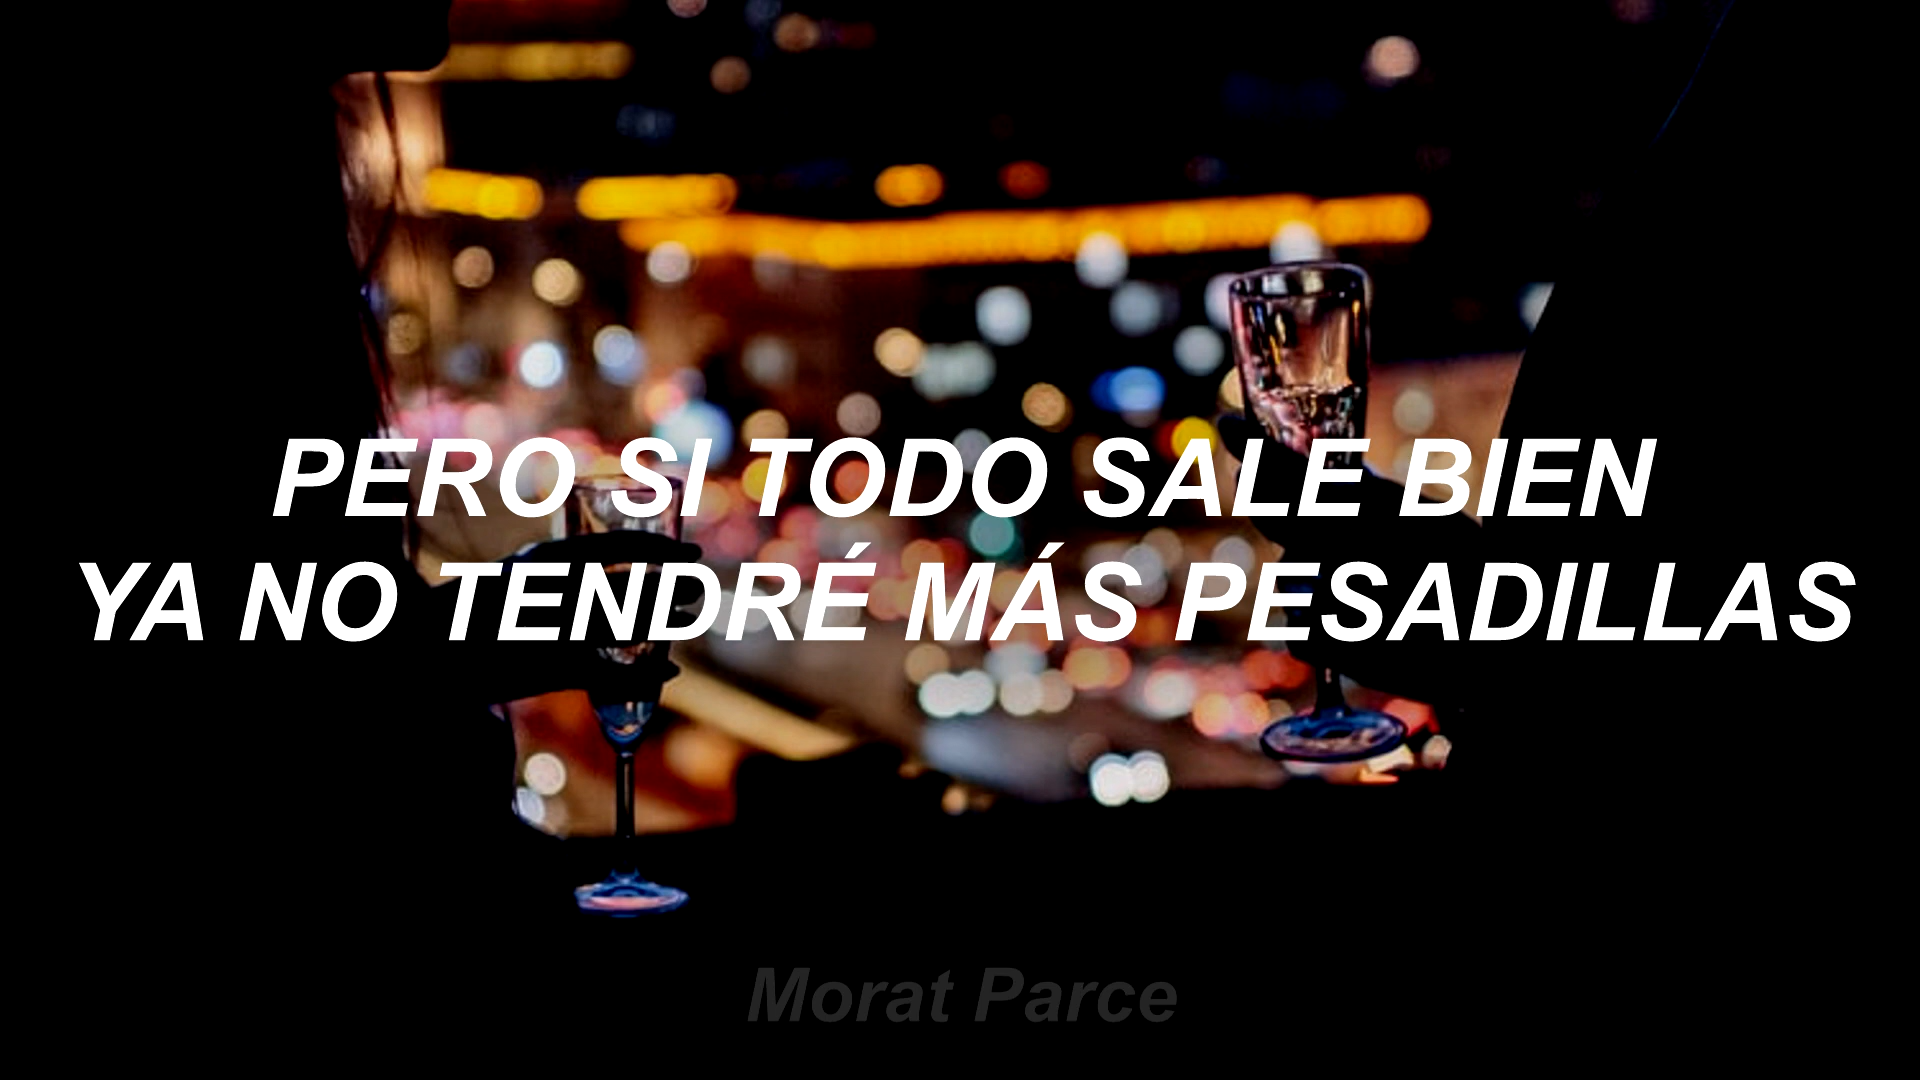 PERO SI TODO SALE BIEN
YA NO TENDRÉ MÁS PESADILLAS
Morat Parce